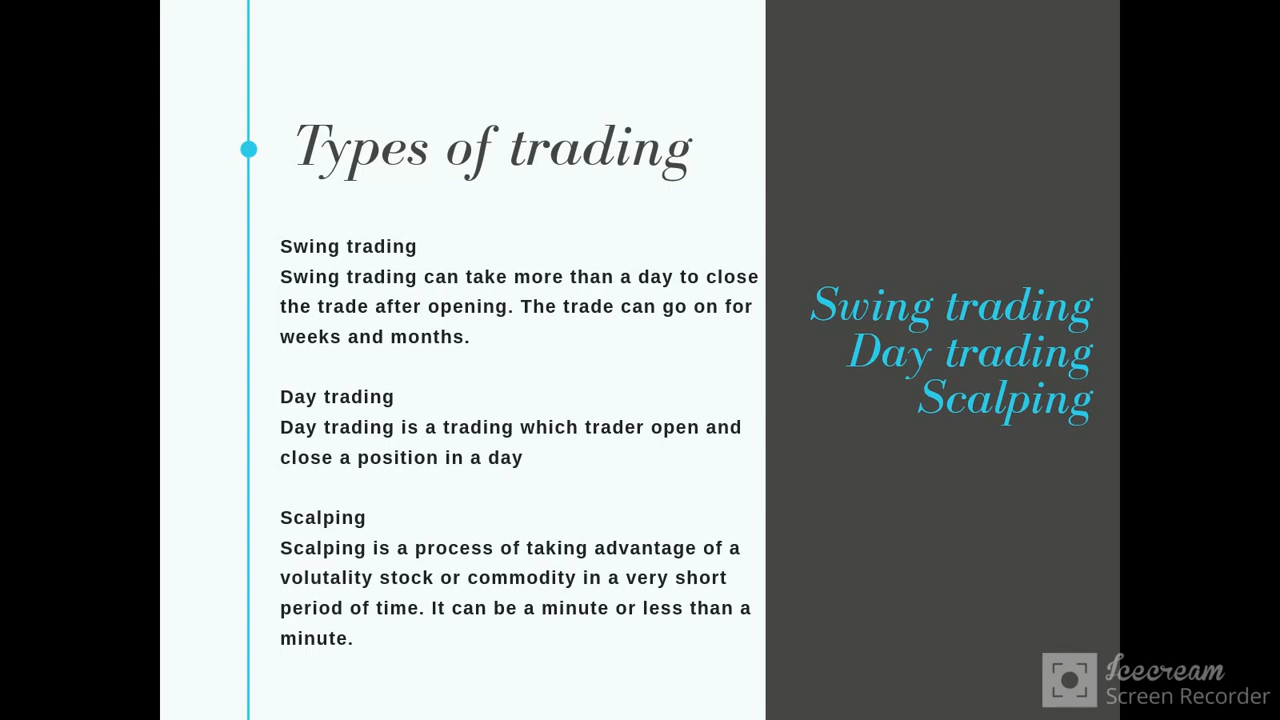 Types of trading
Swing trading
Swing trading can take more than a day to close
the trade after opening. The trade can go on for
weeks and months.
Day trading
Day trading is a trading which trader open and
close a position in a day
Scalping
Scalping is a process of taking advantage of a
volutality stock or commodity in a very short
period of time. It can be a minute or less than a
minute.
Swing trading
Day trading
Scalping
Icecream
Screen Recorder